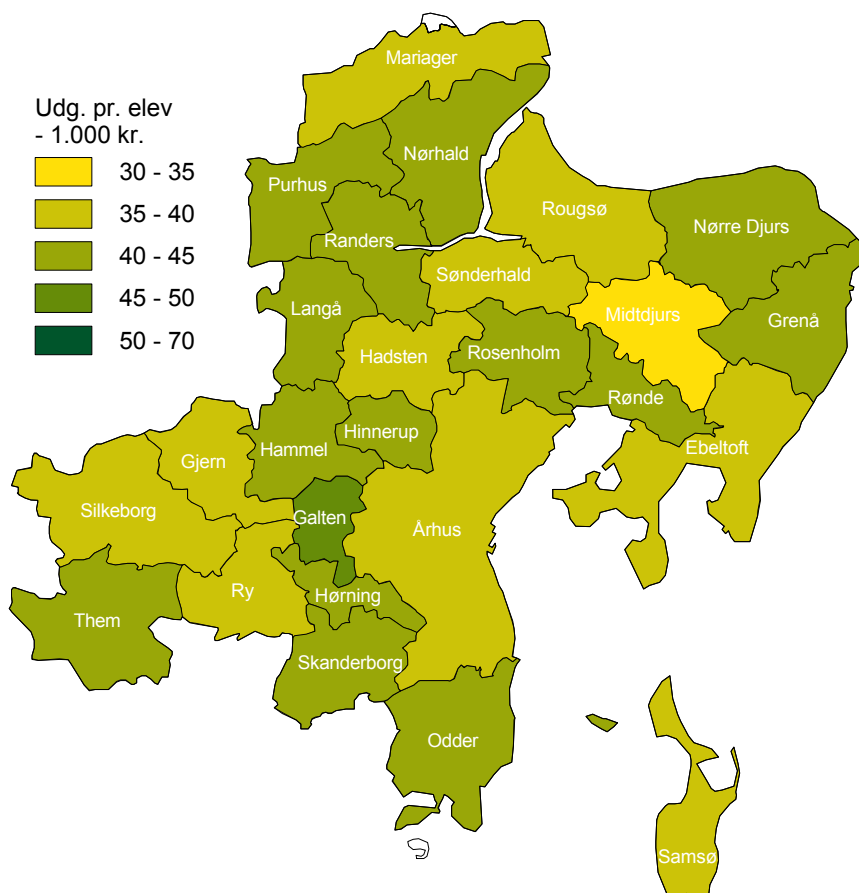 Mariager
Udg. pr. elev
- 1.000 kr.
30 - 35
35 - 40
40 - 45
45 - 50
50 - 70
Nørhald
Purhus
Rougsø
Nørre Djurs
Randers
Sønderhald
Langå
Midtdjurs
Grenå
Hadsten
Rosenholm
Rønde
Hinnerup
Hammel
Ebeltoft
Gjern
Silkeborg
Galten
Århus
Ry
Hørning
Them
Skanderborg
Odder
Samsø